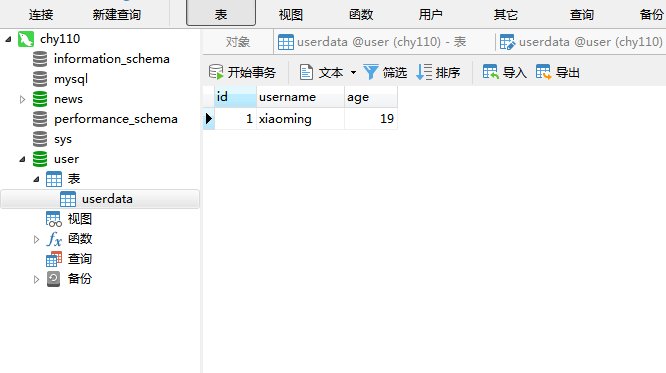 连接 新建查询 表 视图 函数 用户 其它 查询 备份
chy110
information_schema
mysql
news
performance_schema
sys
user
表
userdata
视图
fx 函数
查询
备份
对象 userdata @user (chy110) - 表 userdata @user (chy110)
开始事务 文本 筛选 排序 导入 导出
id username age
1 xiaoming 19